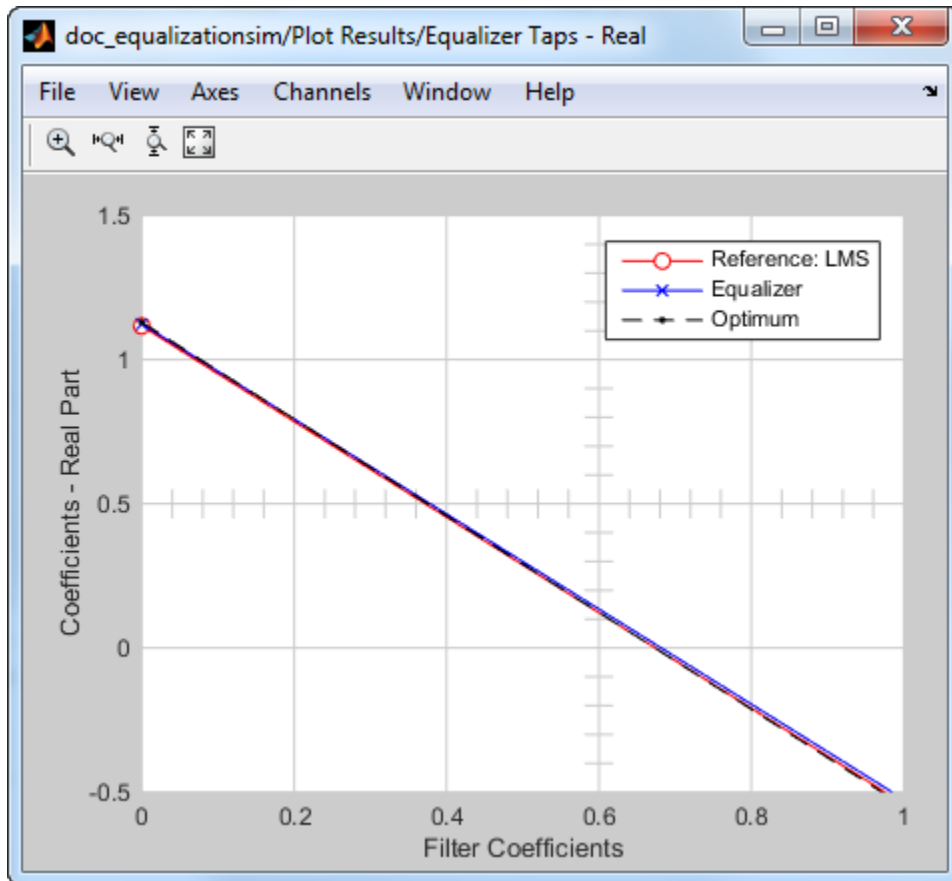 doc_equalizationsim/Plot Results/Equalizer Taps - Real
File View Axes Channels Window Help
1.5
1
0.5
0
-0.5
Coefficients - Real Part
Reference: LMS
Equalizer
Optimum
0 0.2 0.4 0.6 0.8 1
Filter Coefficients